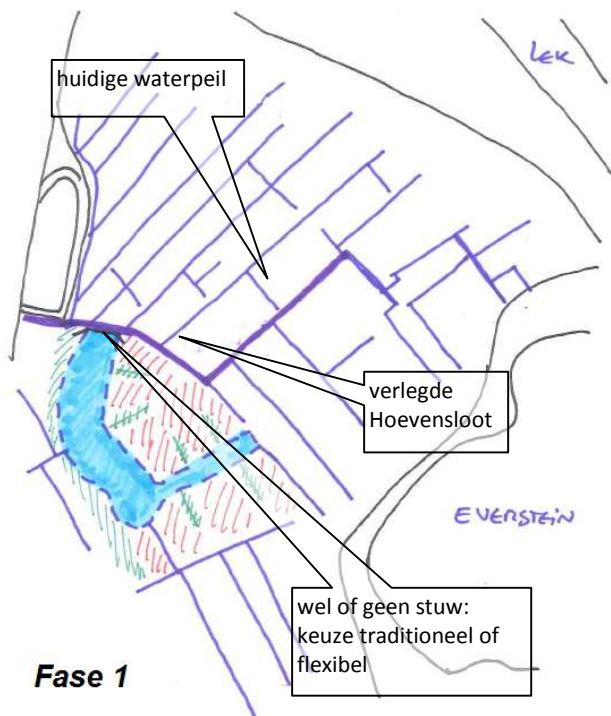 LEK
huidige waterpeil
verlegde
Hoevensloot
EVERSTEIN
wel of geen stuw:
keuze traditioneel of
flexibel
Fase 1